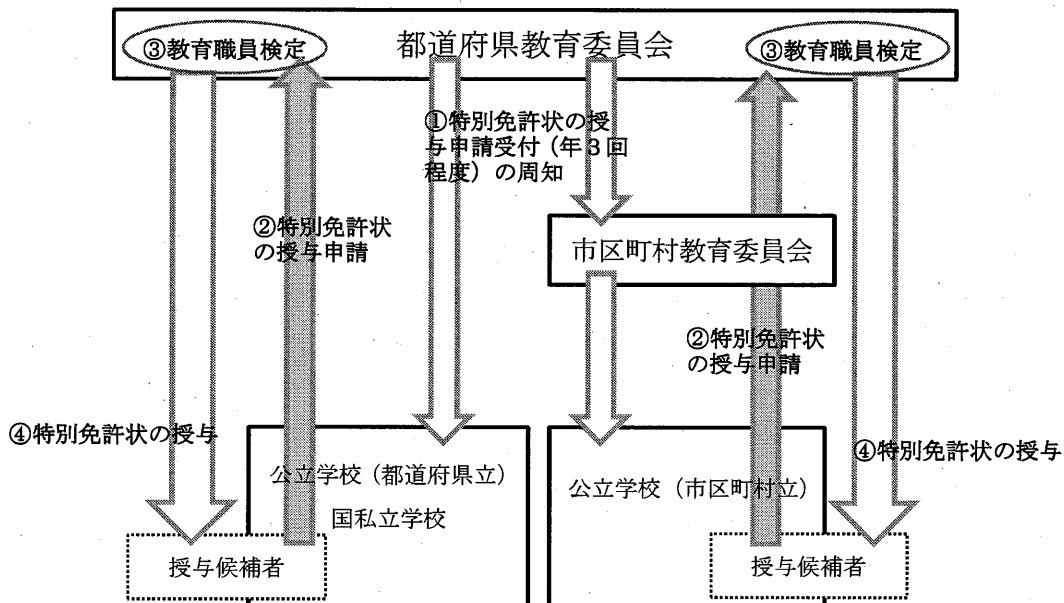 ③教育職員検定
都道府県教育委員会
③教育職員検定
①特別免許状の授
与申請受付（年３回
程度）の周知
②特別免許状
の授与申請
市区町村教育委員会
②特別免許状
の授与申請
④特別免許状の授与
④特別免許状の授与
公立学校（都道府県立）
国私立学校
公立学校（市区町村立）
授与候補者
授与候補者